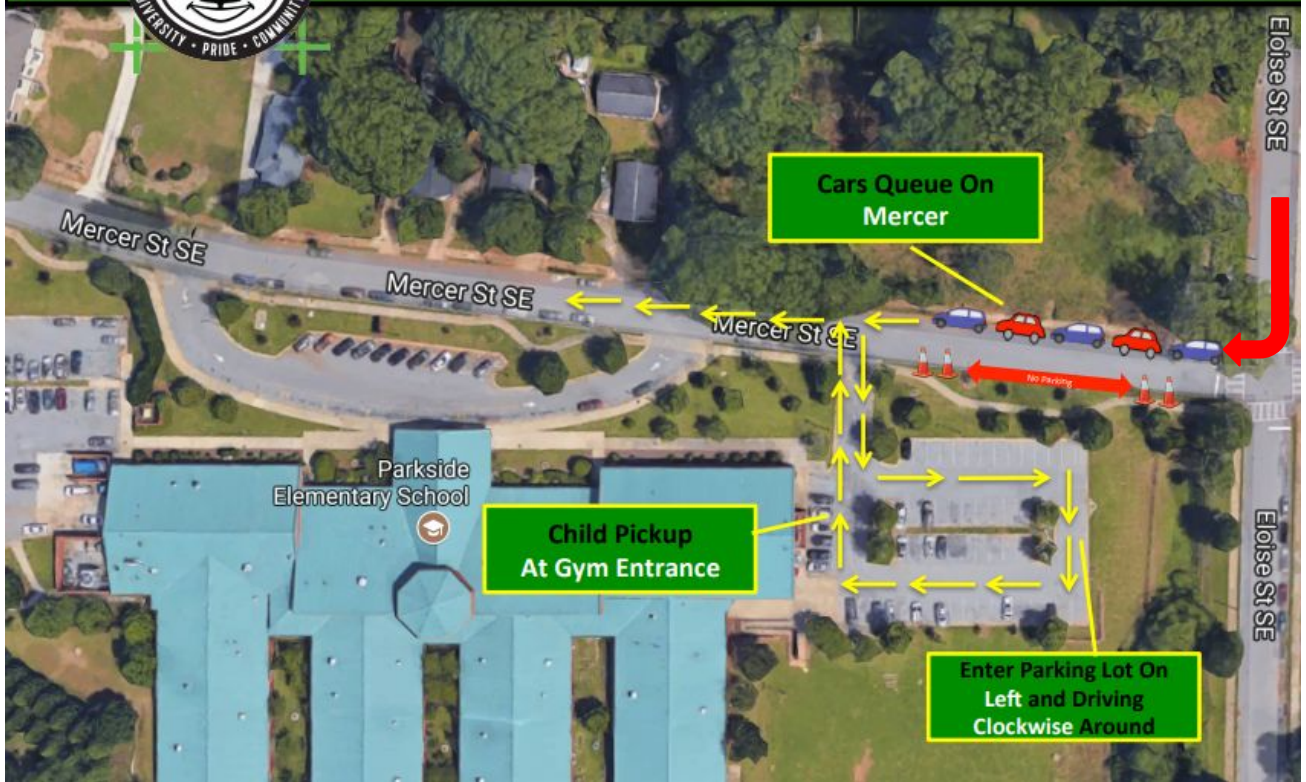 DIVERSITY • PRIDE • COMMUNITY
Eloise St SE
Cars Queue On
Mercer
Mercer St SE
Mercer St SE
Mercer St SE
No Parking
Parkside
Elementary School
Child Pickup
At Gym Entrance
Eloise St SE
Enter Parking Lot On
Left and Driving
Clockwise Around